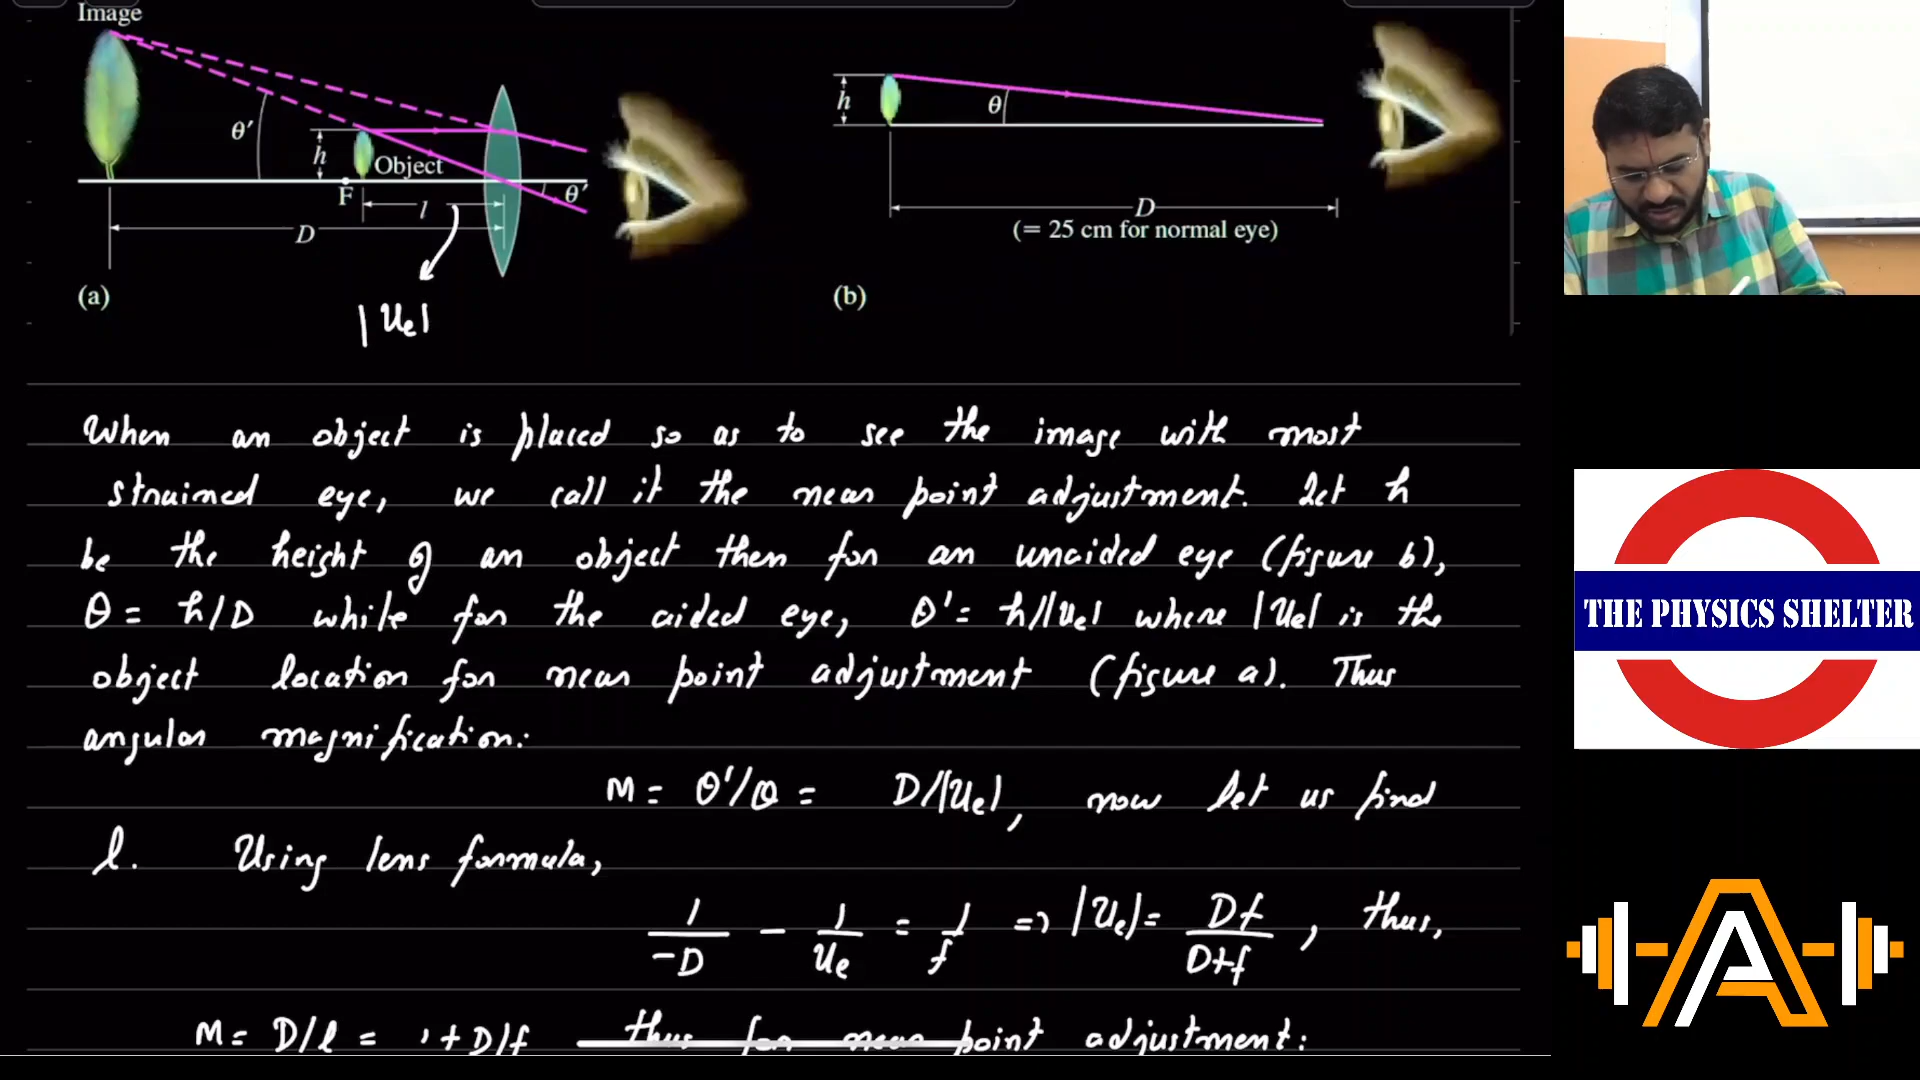 Image
θ'
h
Object
F
l
θ'
D
(a)
|Ue|
h
θ
D
(= 25 cm for normal eye)
(b)
When an object is placed so as to see the image with most
strained eye, we call it the near point adjustment. Let h
be the height of an object then for an unaided eye (figure b),
θ = h/D while for the aided eye, θ' = h/|Ue| where |Ue| is the
object location for near point adjustment (figure a). Thus
angular magnification:
M = θ'/θ = D/|Ue|, now let us find
l. Using lens formula,
1/-D - 1/Ue = 1/f => |Ue| = Df/D+f, thus,
M = D/l = 1+D/f thus for near point adjustment:
THE PHYSICS SHELTER
A